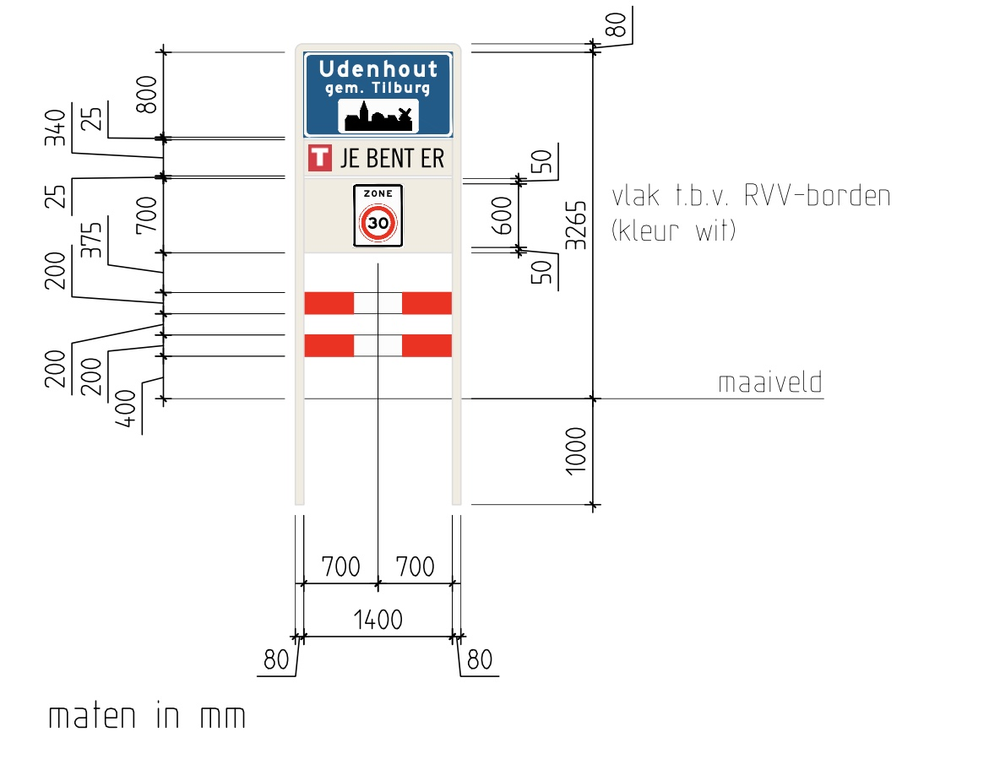 80
Udenhout
gem. Tilburg
800
340
25
T JE BENT ER
25
700
375
200
ZONE
30
50
600
50
3265
vlak t.b.v. RVV-borden
(kleur wit)
200
200
400
maaiveld
1000
700
700
1400
80
80
maten in mm